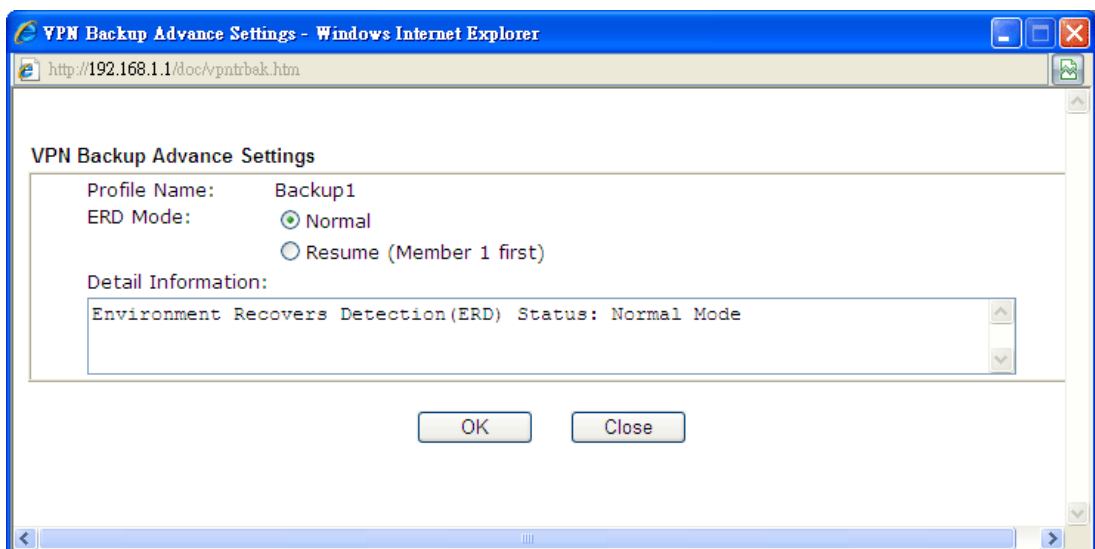 VPN Backup Advance Settings - Windows Internet Explorer
http://192.168.1.1/doc/vpntrbak.htm
VPN Backup Advance Settings
Profile Name: Backup1
ERD Mode: Normal
Resume (Member 1 first)
Detail Information:
Environment Recovers Detection(ERD) Status: Normal Mode
OK Close